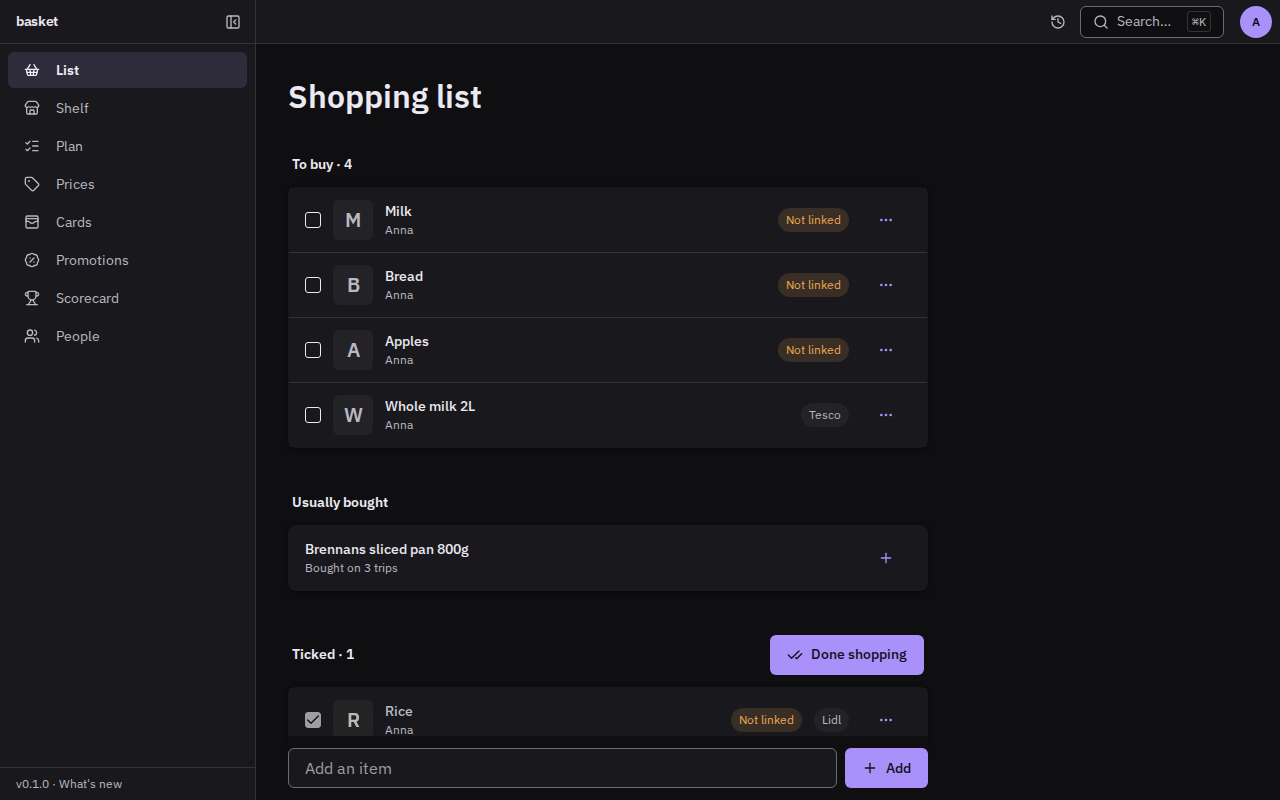 basket
Search...
⌘K
A
List
Shelf
Plan
Prices
Cards
Promotions
Scorecard
People
v0.1.0 · What's new
Shopping list
To buy · 4
M
Milk
Anna
Not linked
B
Bread
Anna
Not linked
A
Apples
Anna
Not linked
W
Whole milk 2L
Anna
Tesco
Usually bought
Brennans sliced pan 800g
Bought on 3 trips
Ticked · 1
Done shopping
R
Rice
Anna
Not linked
Lidl
Add an item
Add